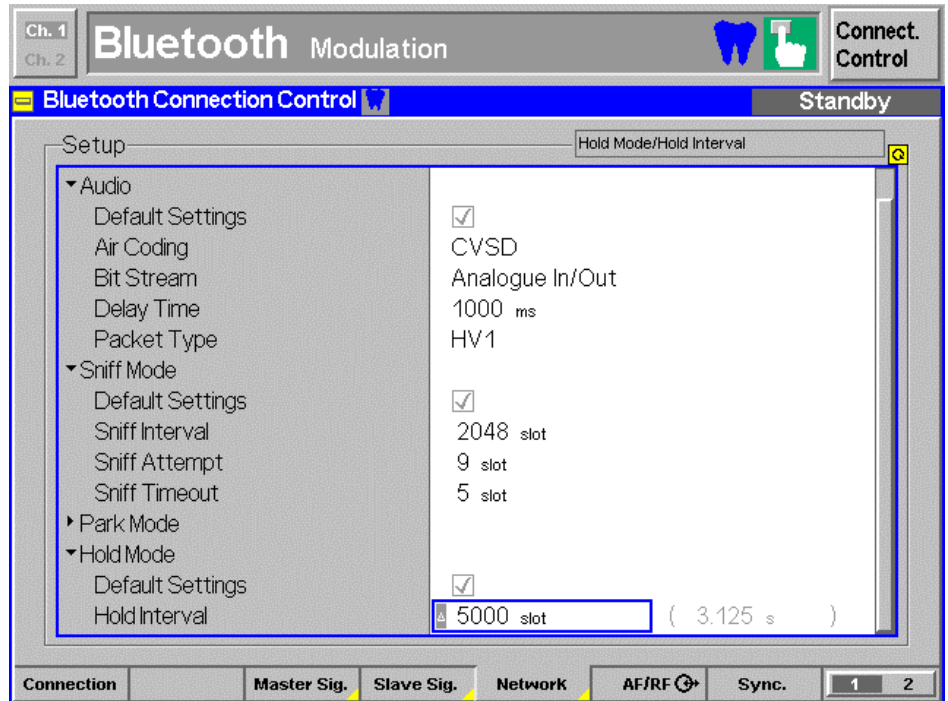 Ch. 1
Ch. 2
Bluetooth Modulation
Connect.
Control
Bluetooth Connection Control
Standby
Setup
Hold Mode/Hold Interval
Audio
Default Settings
Air Coding CVSD
Bit Stream Analogue In/Out
Delay Time 1000 ms
Packet Type HV1
Sniff Mode
Default Settings
Sniff Interval 2048 slot
Sniff Attempt 9 slot
Sniff Timeout 5 slot
Park Mode
Hold Mode
Default Settings
Hold Interval 5000 slot ( 3.125 s )
Connection Master Sig. Slave Sig. Network AF/RF Sync. 1 2